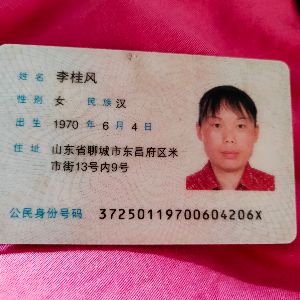 姓名 李桂风
性别 女 民族 汉
出生 1970 年 6 月 4 日
住址 山东省聊城市东昌府区米
市街13号内9号
公民身份号码 37250119700604206X